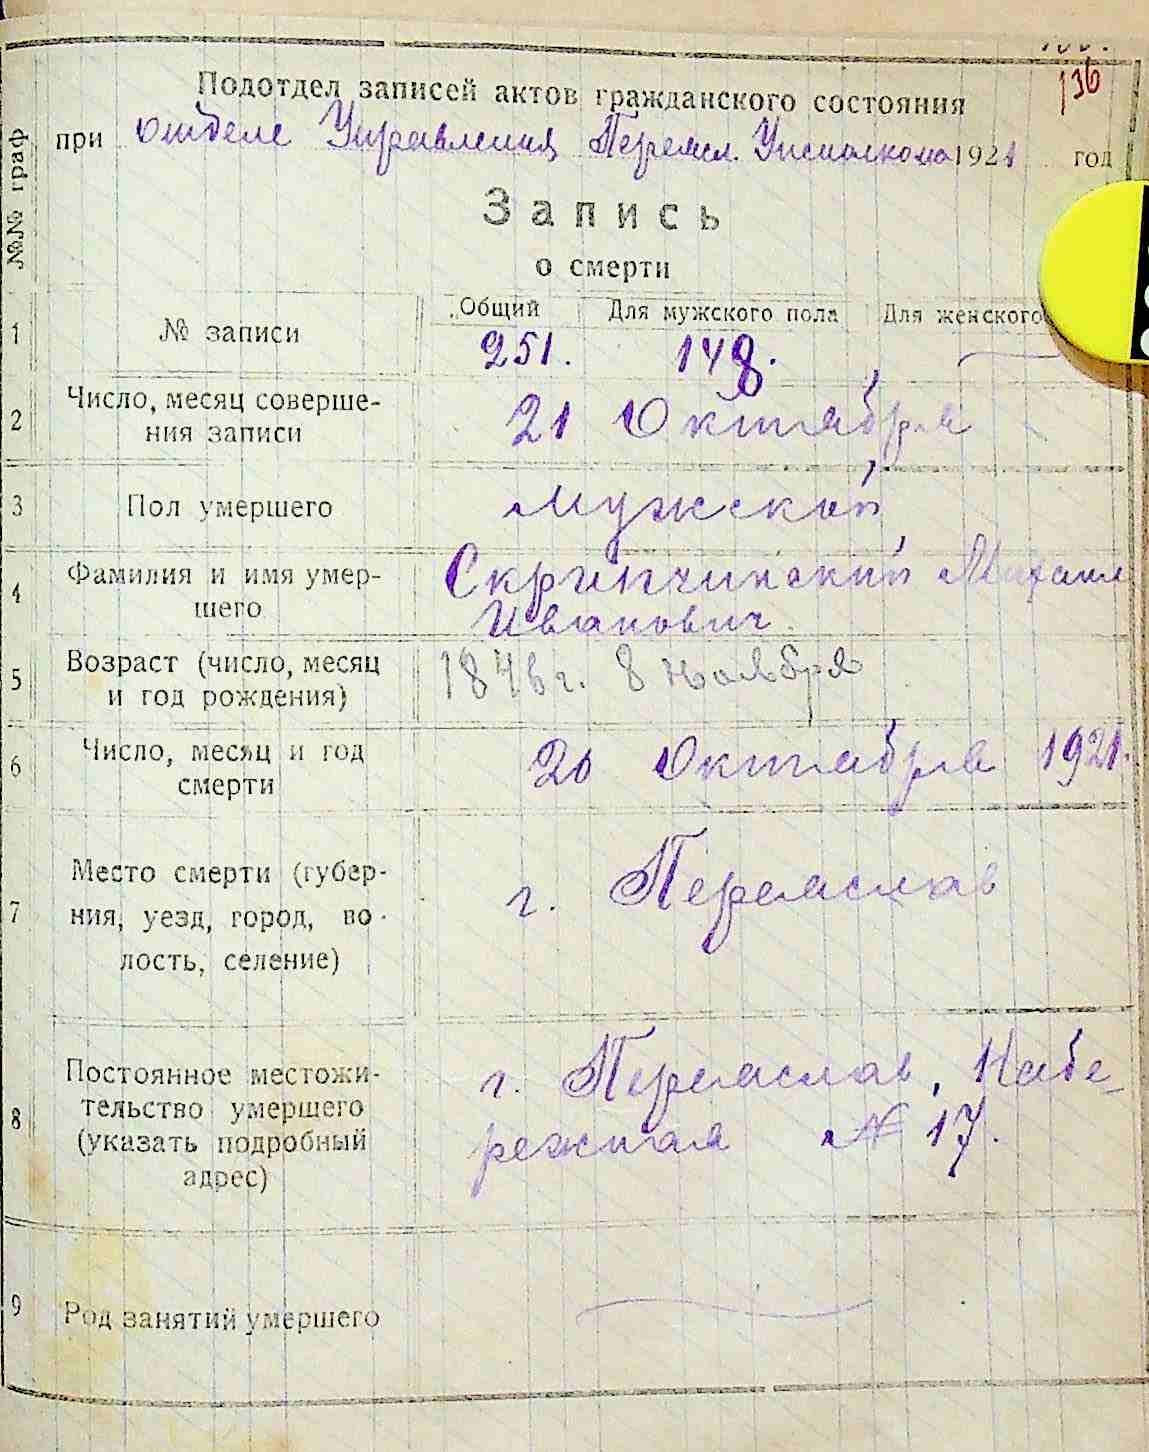 136
Подотдел записей актов гражданского состояния
при отделе Управления Переясл. Уисполкома 1921 год
№№ граф
Запись
о смерти
Общий Для мужского пола Для женского
1 № записи 251. 148.
2 Число, месяц соверше-
ния записи 21 Октября
3 Пол умершего мужской
4 Фамилия и имя умер-
шего Скрипчинский Михаил
Иванович
5 Возраст (число, месяц
и год рождения) 1846 г. 8 ноября
6 Число, месяц и год
смерти 20 Октября 1921.
7 Место смерти (губер-
ния, уезд, город, во-
лость, селение) г. Переяслав
8 Постоянное местожи-
тельство умершего
(указать подробный
адрес) г. Переяслав, Набе-
режная № 17.
9 Род занятий умершего